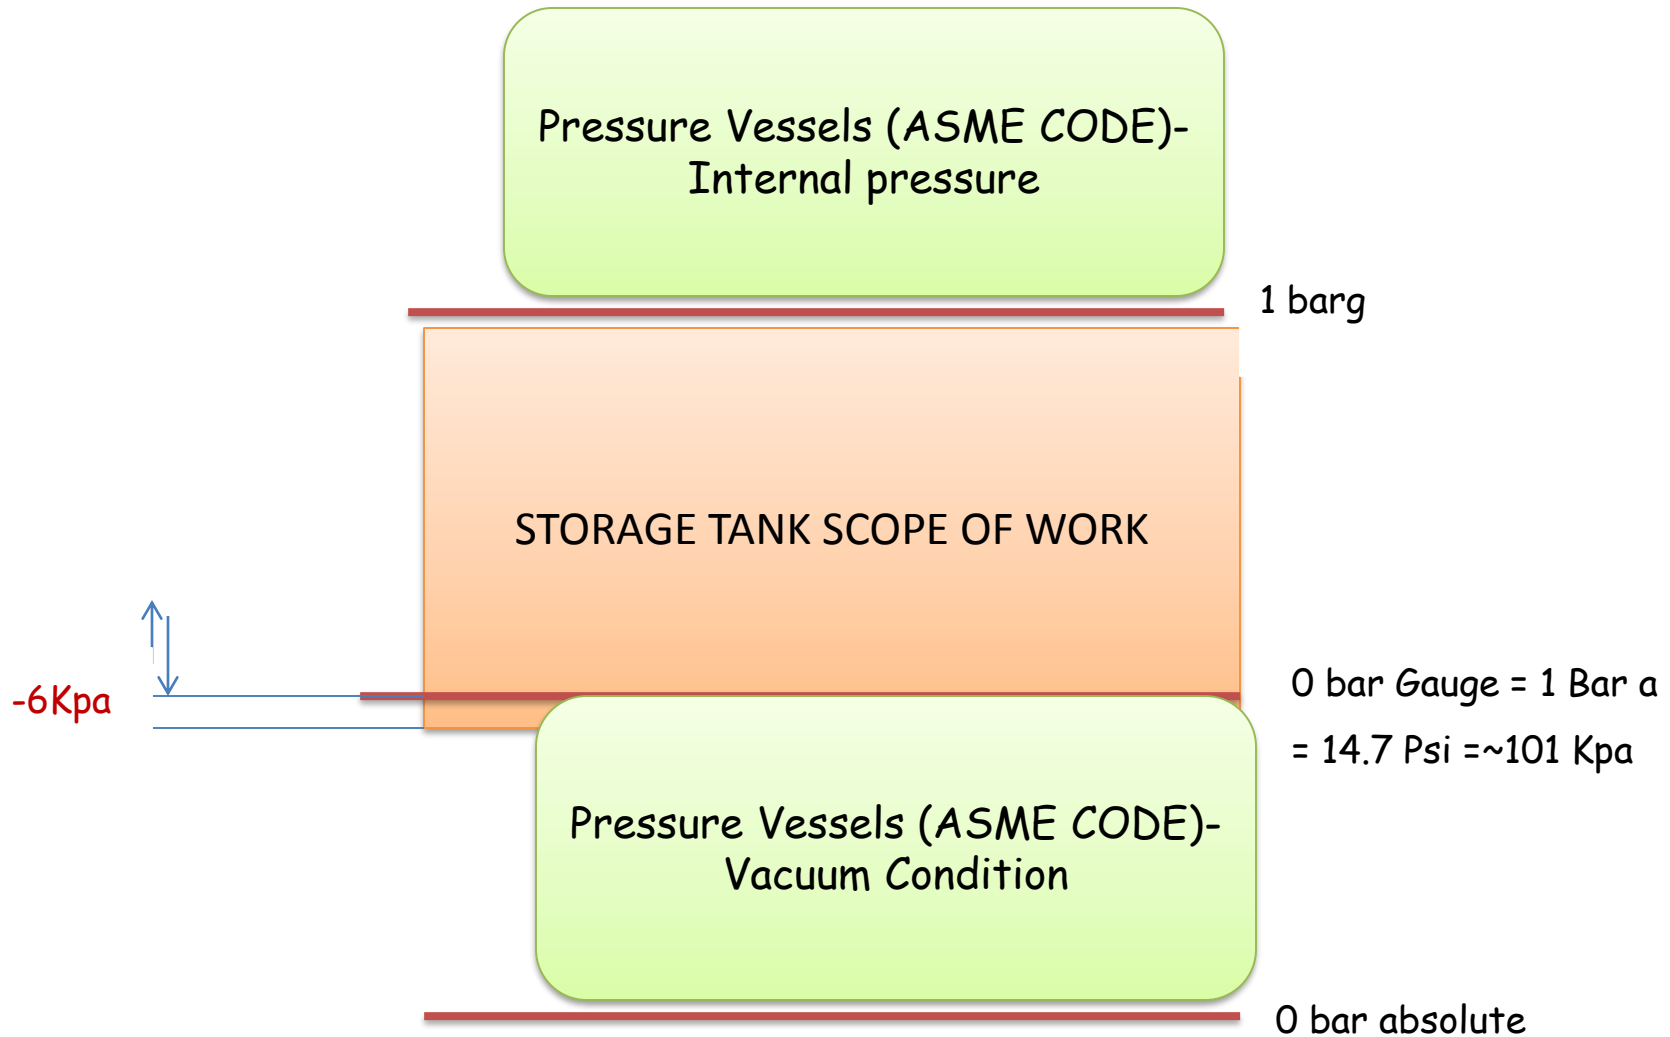 Pressure Vessels (ASME CODE)-
Internal pressure
1 barg
STORAGE TANK SCOPE OF WORK
-6Kpa
0 bar Gauge = 1 Bar a
= 14.7 Psi =~101 Kpa
Pressure Vessels (ASME CODE)-
Vacuum Condition
0 bar absolute